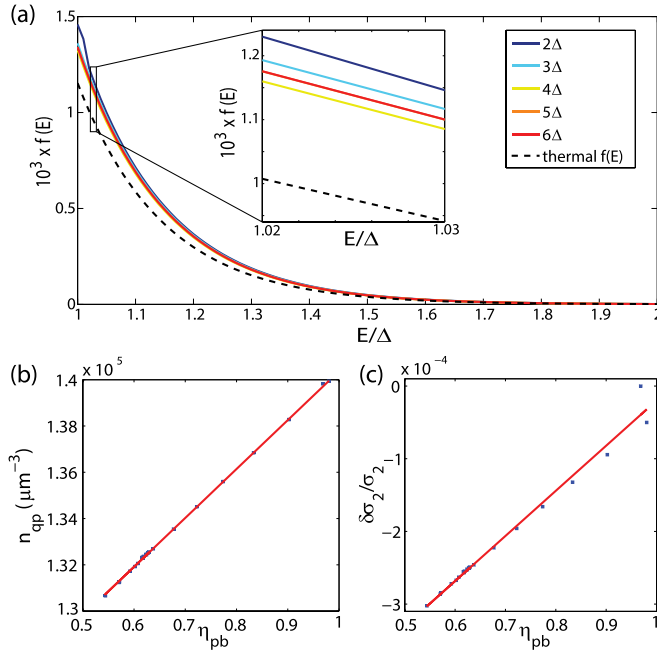 (a)
1.5
1
0.5
0
10³ x f(E)
1 1.1 1.2 1.3 1.4 1.5 1.6 1.7 1.8 1.9 2
E/Δ
1.2
1.1
1
10³ x f(E)
1.02 1.03
E/Δ
2Δ
3Δ
4Δ
5Δ
6Δ
thermal f(E)
(b)
x 10⁵
1.4
1.38
1.36
1.34
1.32
1.3
n_qp (μm⁻³)
0.5 0.6 0.7 0.8 0.9 1
η_pb
(c)
x 10⁻⁴
0
−1
−2
−3
δσ₂/σ₂
0.5 0.6 0.7 0.8 0.9 1
η_pb